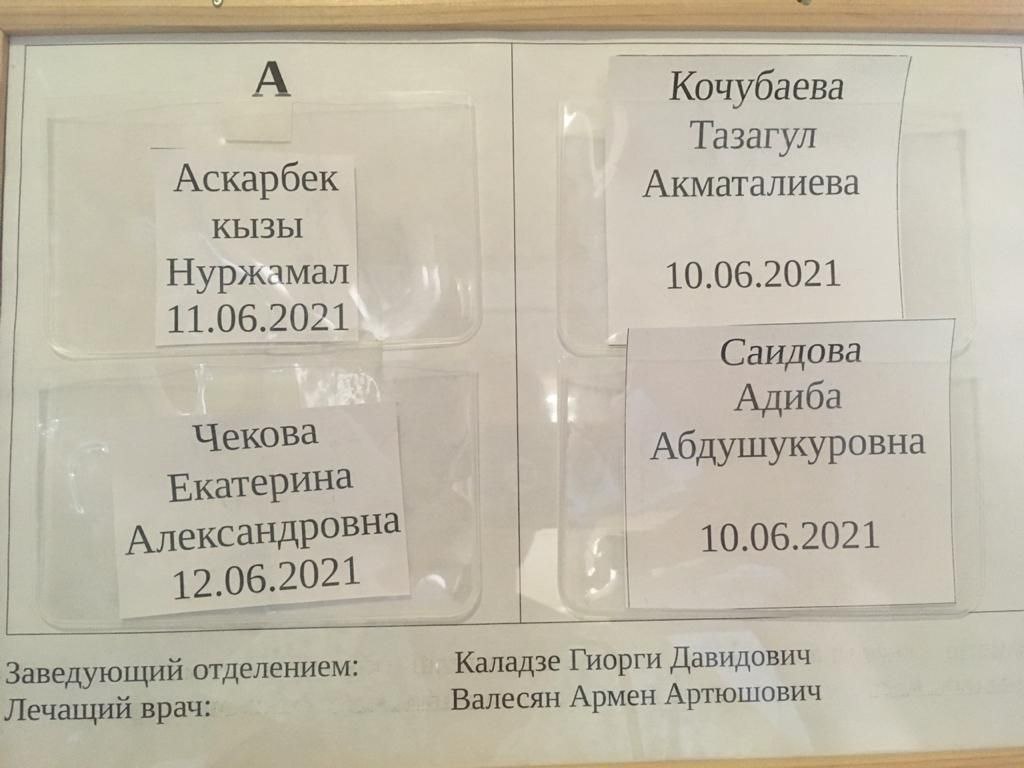 А
Аскарбек
кызы
Нуржамал
11.06.2021
Кочубаева
Тазагул
Акматалиева
10.06.2021
Чекова
Екатерина
Александровна
12.06.2021
Саидова
Адиба
Абдушукуровна
10.06.2021
Заведующий отделением: Каладзе Гиорги Давидович
Лечащий врач: Валесян Армен Артюшович